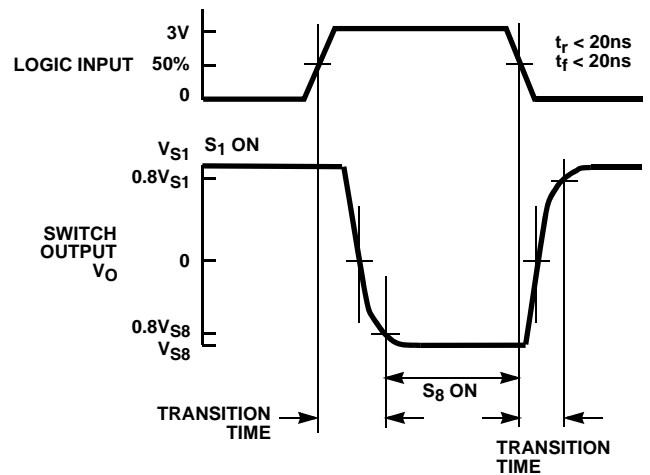 3V
LOGIC INPUT
50%
0
tr < 20ns
tf < 20ns
VS1
S1 ON
0.8VS1
SWITCH
OUTPUT
VO
0
0.8VS8
VS8
S8 ON
TRANSITION
TIME
TRANSITION
TIME